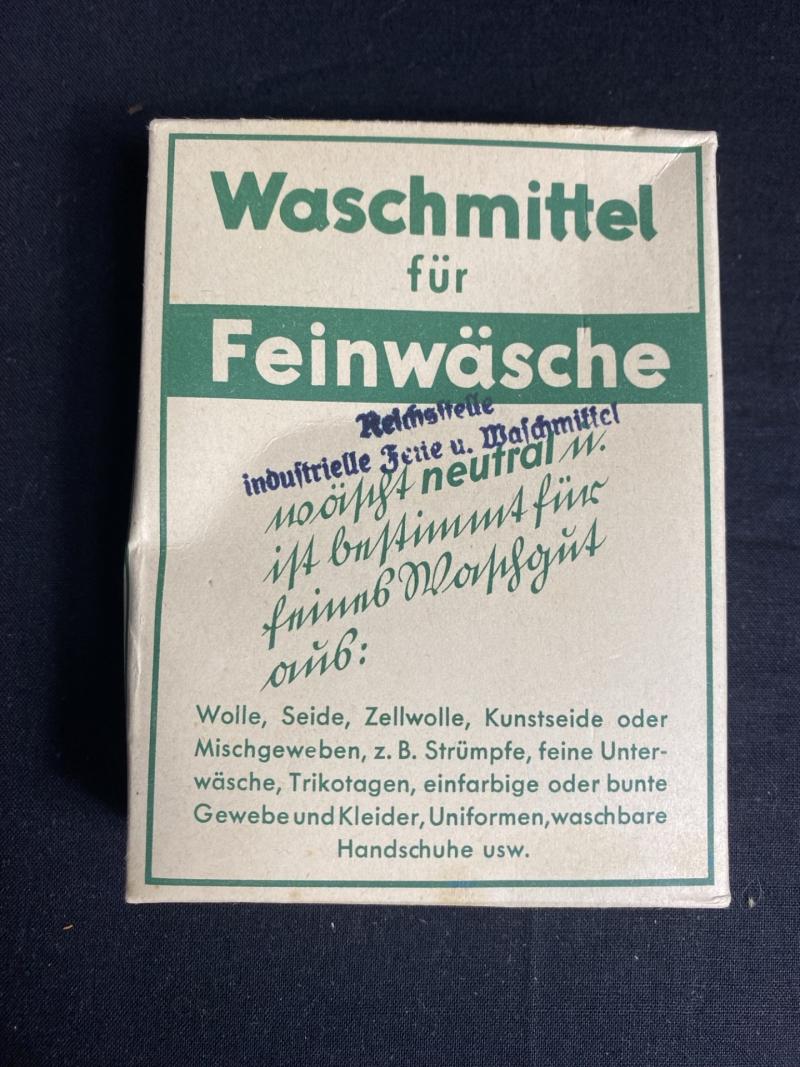 Waschmittel
für
Feinwäsche
Reichsstelle
industrielle Fette u. Waschmittel
wäscht neutral u.
ist bestimmt für
feines Waschgut
aus:
Wolle, Seide, Zellwolle, Kunstseide oder
Mischgeweben, z. B. Strümpfe, feine Unter-
wäsche, Trikotagen, einfarbige oder bunte
Gewebe und Kleider, Uniformen, waschbare
Handschuhe usw.